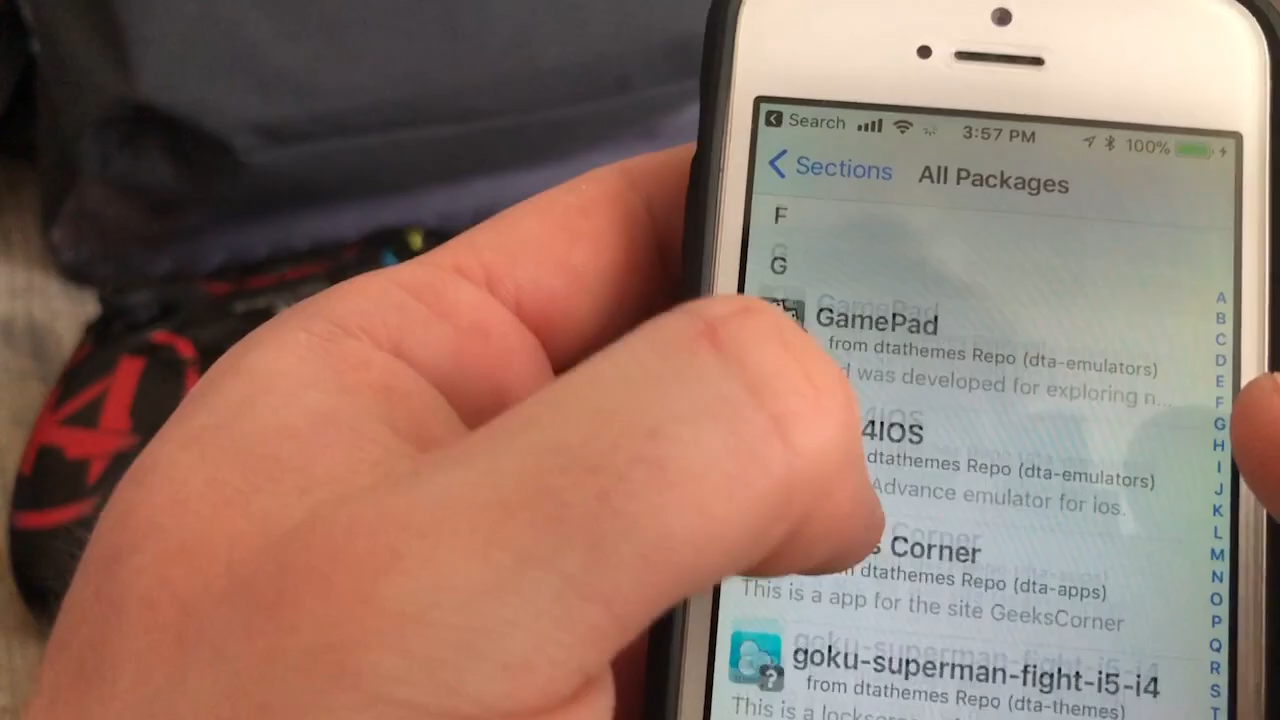 Search 3:57 PM 100%
Sections All Packages
F
G
GamePad
from dtathemes Repo (dta-emulators)
was developed for exploring n...
4IOS
dtathemes Repo (dta-emulators)
Advance emulator for ios.
Corner
dtathemes Repo (dta-apps)
This is a app for the site GeeksCorner
goku-superman-fight-i5-i4
from dtathemes Repo (dta-themes)
This is a
A
B
C
D
E
F
G
H
I
J
K
L
M
N
O
P
Q
R
S
T